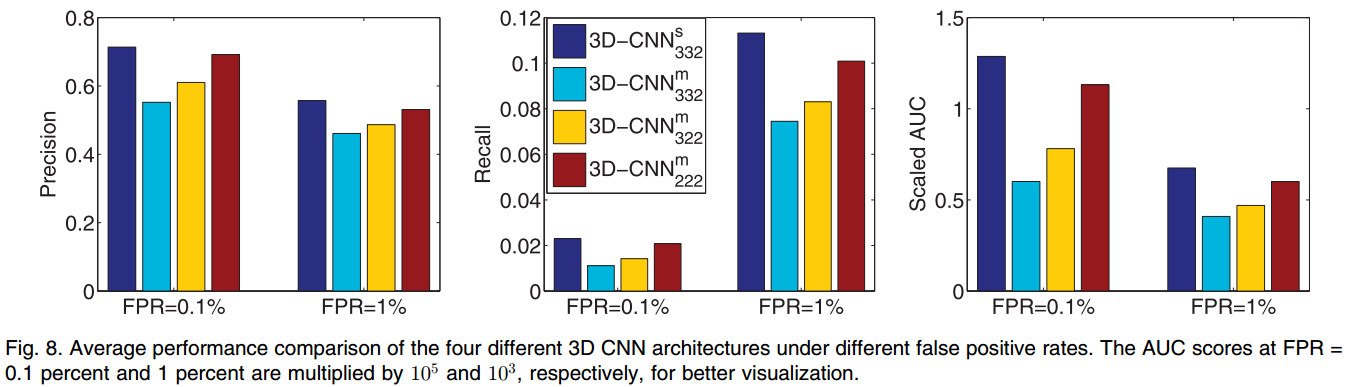 0.8
0.6
0.4
0.2
0
Precision
FPR=0.1% FPR=1%
0.12
0.1
0.08
0.06
0.04
0.02
0
Recall
3D−CNN^s_332
3D−CNN^m_332
3D−CNN^m_322
3D−CNN^m_222
FPR=0.1% FPR=1%
1.5
1
0.5
0
Scaled AUC
FPR=0.1% FPR=1%
Fig. 8. Average performance comparison of the four different 3D CNN architectures under different false positive rates. The AUC scores at FPR =
0.1 percent and 1 percent are multiplied by 10^5 and 10^3, respectively, for better visualization.